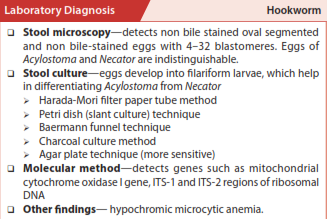 Laboratory Diagnosis Hookworm
❑ Stool microscopy—detects non bile stained oval segmented
and non bile-stained eggs with 4–32 blastomeres. Eggs of
Acylostoma and Necator are indistinguishable.
❑ Stool culture—eggs develop into filariform larvae, which help
in differentiating Acylostoma from Necator
➢ Harada-Mori filter paper tube method
➢ Petri dish (slant culture) technique
➢ Baermann funnel technique
➢ Charcoal culture method
➢ Agar plate technique (more sensitive)
❑ Molecular method—detects genes such as mitochondrial
cytochrome oxidase I gene, ITS-1 and ITS-2 regions of ribosomal
DNA
❑ Other findings— hypochromic microcytic anemia.